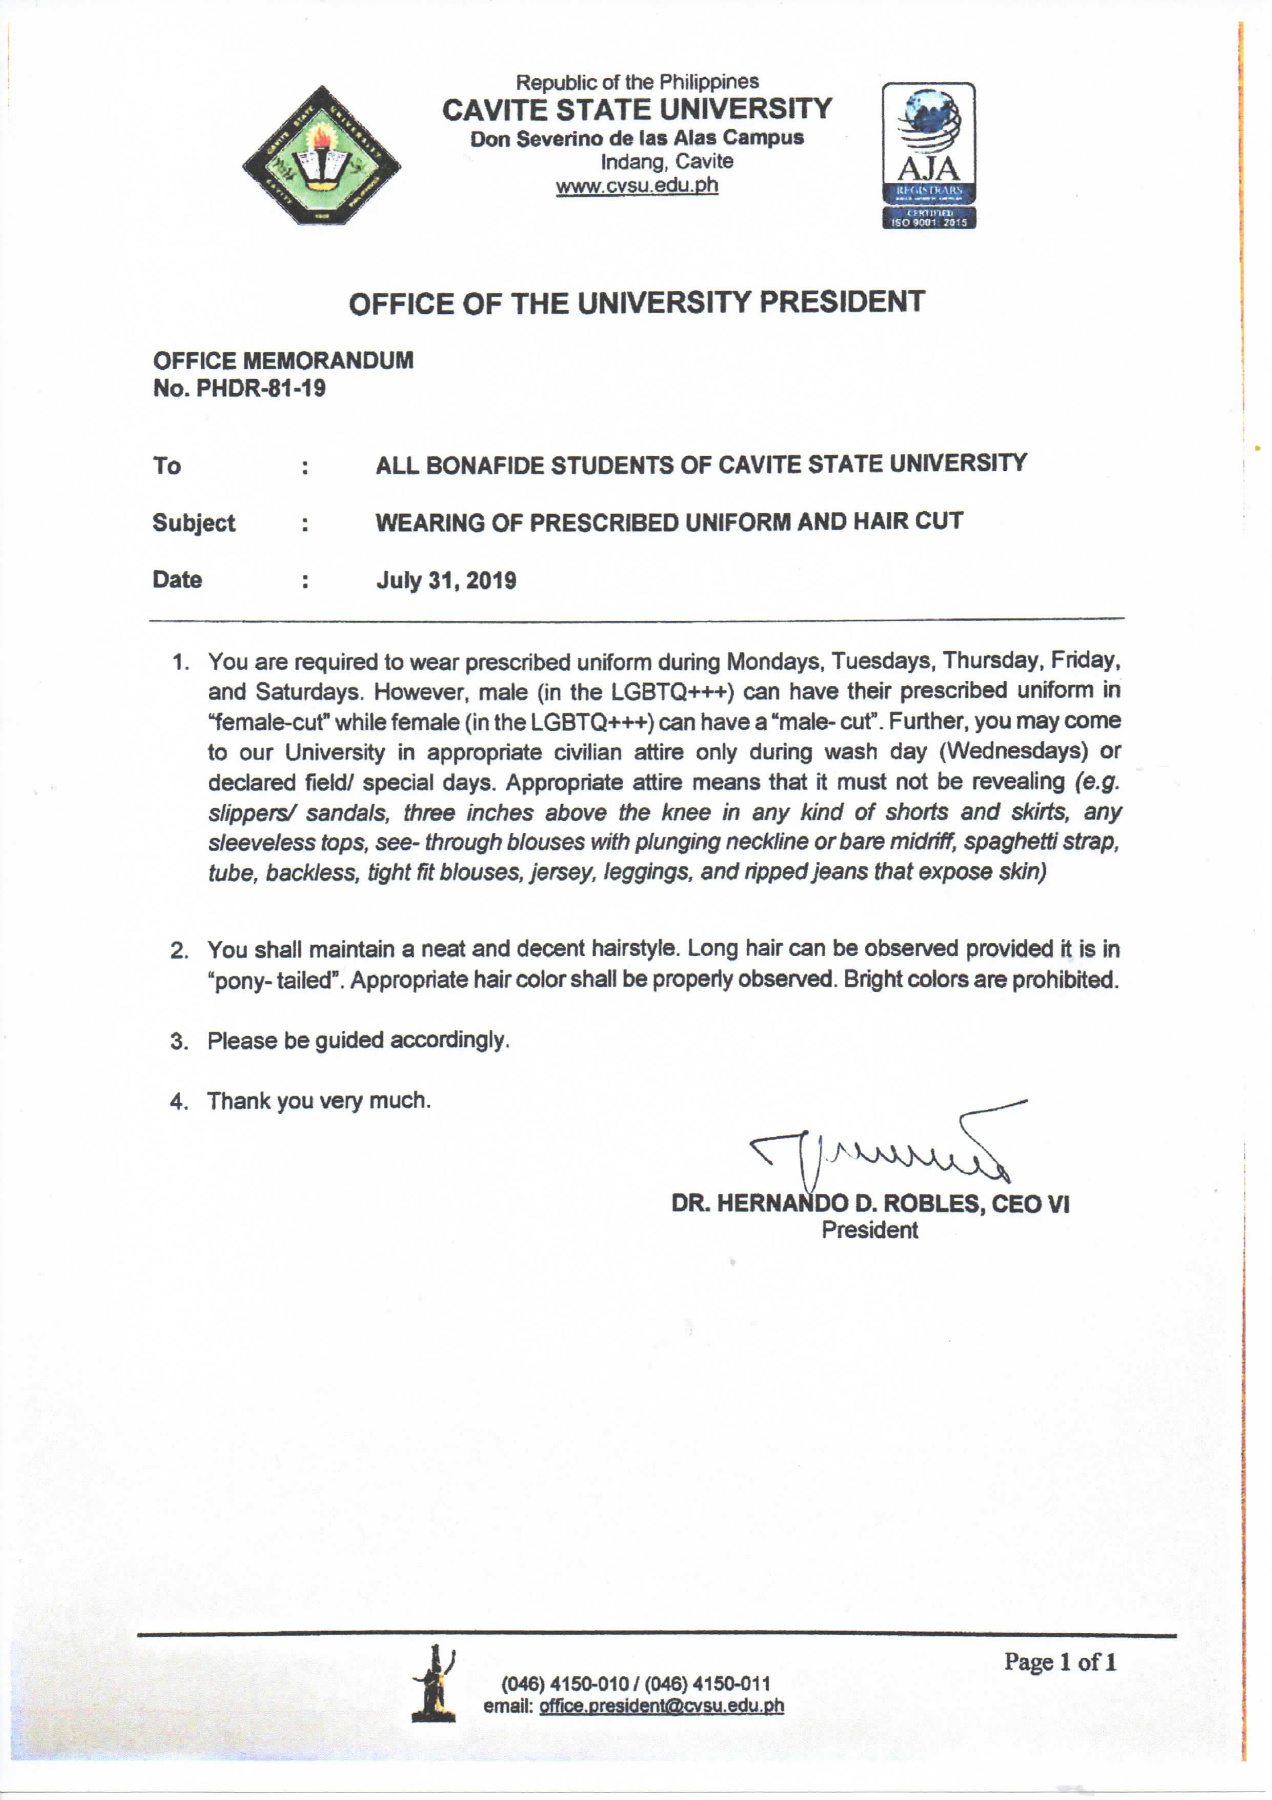 Republic of the Philippines
CAVITE STATE UNIVERSITY
Don Severino de las Alas Campus
Indang, Cavite
www.cvsu.edu.ph
CAVITE STATE UNIVERSITY
CAVITE PHILIPPINES
AJA
REGISTRARS
CERTIFIED
ISO 9001 2015
OFFICE OF THE UNIVERSITY PRESIDENT
OFFICE MEMORANDUM
No. PHDR-81-19
To : ALL BONAFIDE STUDENTS OF CAVITE STATE UNIVERSITY
Subject : WEARING OF PRESCRIBED UNIFORM AND HAIR CUT
Date : July 31, 2019
1. You are required to wear prescribed uniform during Mondays, Tuesdays, Thursday, Friday,
and Saturdays. However, male (in the LGBTQ+++) can have their prescribed uniform in
“female-cut” while female (in the LGBTQ+++) can have a “male- cut”. Further, you may come
to our University in appropriate civilian attire only during wash day (Wednesdays) or
declared field/ special days. Appropriate attire means that it must not be revealing (e.g.
slippers/ sandals, three inches above the knee in any kind of shorts and skirts, any
sleeveless tops, see- through blouses with plunging neckline or bare midriff, spaghetti strap,
tube, backless, tight fit blouses, jersey, leggings, and ripped jeans that expose skin)
2. You shall maintain a neat and decent hairstyle. Long hair can be observed provided it is in
“pony- tailed”. Appropriate hair color shall be properly observed. Bright colors are prohibited.
3. Please be guided accordingly.
4. Thank you very much.
DR. HERNANDO D. ROBLES, CEO VI
President
Page 1 of 1
(046) 4150-010 / (046) 4150-011
email: office.president@cvsu.edu.ph